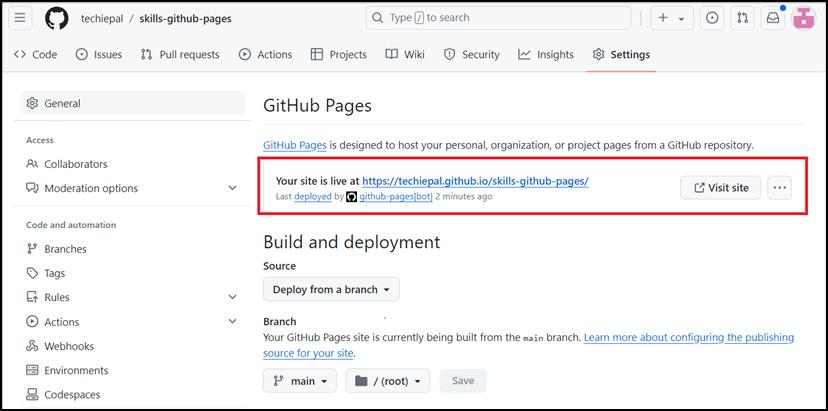 techiepal / skills-github-pages
Type / to search
Code Issues Pull requests Actions Projects Wiki Security Insights Settings
General
Access
Collaborators
Moderation options
Code and automation
Branches
Tags
Rules
Actions
Webhooks
Environments
Codespaces
GitHub Pages
GitHub Pages is designed to host your personal, organization, or project pages from a GitHub repository.
Your site is live at https://techiepal.github.io/skills-github-pages/
Last deployed by github-pages[bot] 2 minutes ago
Visit site
Build and deployment
Source
Deploy from a branch
Branch
Your GitHub Pages site is currently being built from the main branch. Learn more about configuring the publishing
source for your site.
main / (root) Save